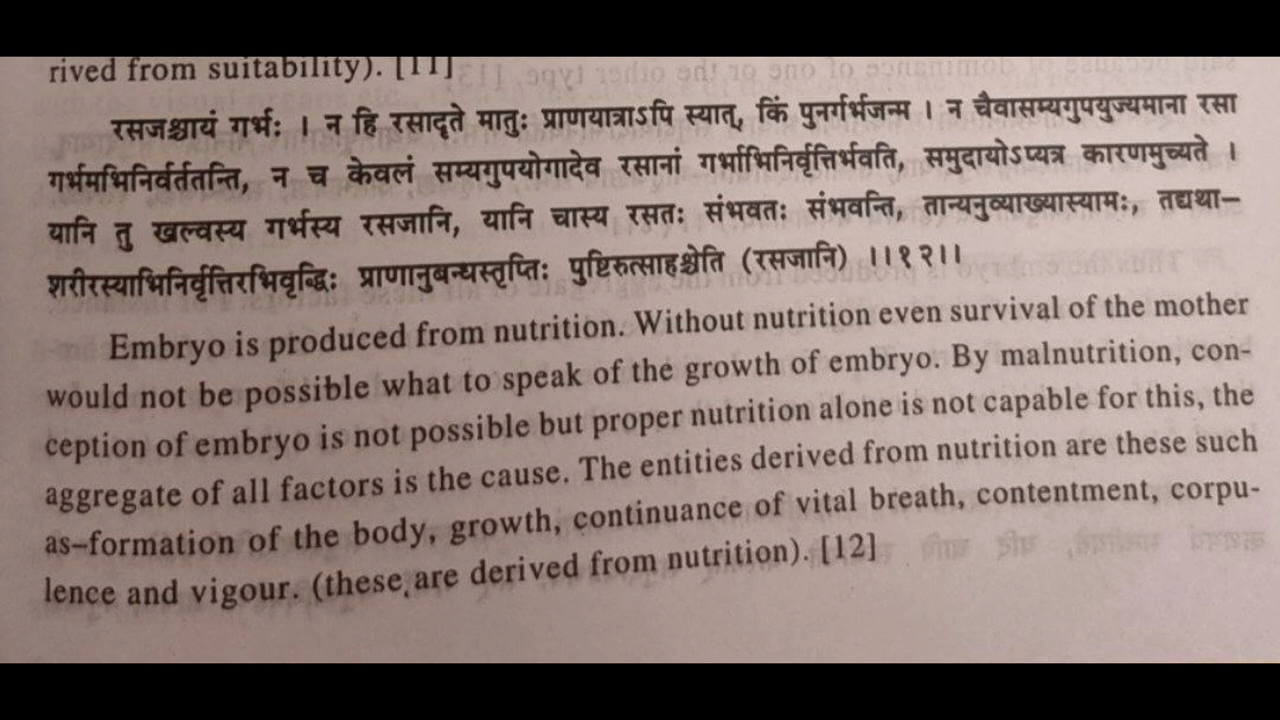 rived from suitability). [11]
रसजश्चायं गर्भः । न हि रसादृते मातुः प्राणयात्राऽपि स्यात्, किं पुनर्गर्भजन्म । न चैवासम्यगुपयुज्यमाना रसा
गर्भमभिनिर्वर्ततन्ति, न च केवलं सम्यगुपयोगादेव रसानां गर्भाभिनिर्वृत्तिर्भवति, समुदायोऽप्यत्र कारणमुच्यते ।
यानि तु खल्वस्य गर्भस्य रसजानि, यानि चास्य रसतः संभवतः संभवन्ति, तान्यनुव्याख्यास्यामः, तद्यथा–
शरीरस्याभिनिर्वृत्तिरभिवृद्धिः प्राणानुबन्धस्तृप्तिः पुष्टिरुत्साहश्चेति (रसजानि) ।।१२।।
Embryo is produced from nutrition. Without nutrition even survival of the mother
would not be possible what to speak of the growth of embryo. By malnutrition, con-
ception of embryo is not possible but proper nutrition alone is not capable for this, the
aggregate of all factors is the cause. The entities derived from nutrition are these such
as–formation of the body, growth, continuance of vital breath, contentment, corpu-
lence and vigour. (these are derived from nutrition). [12]